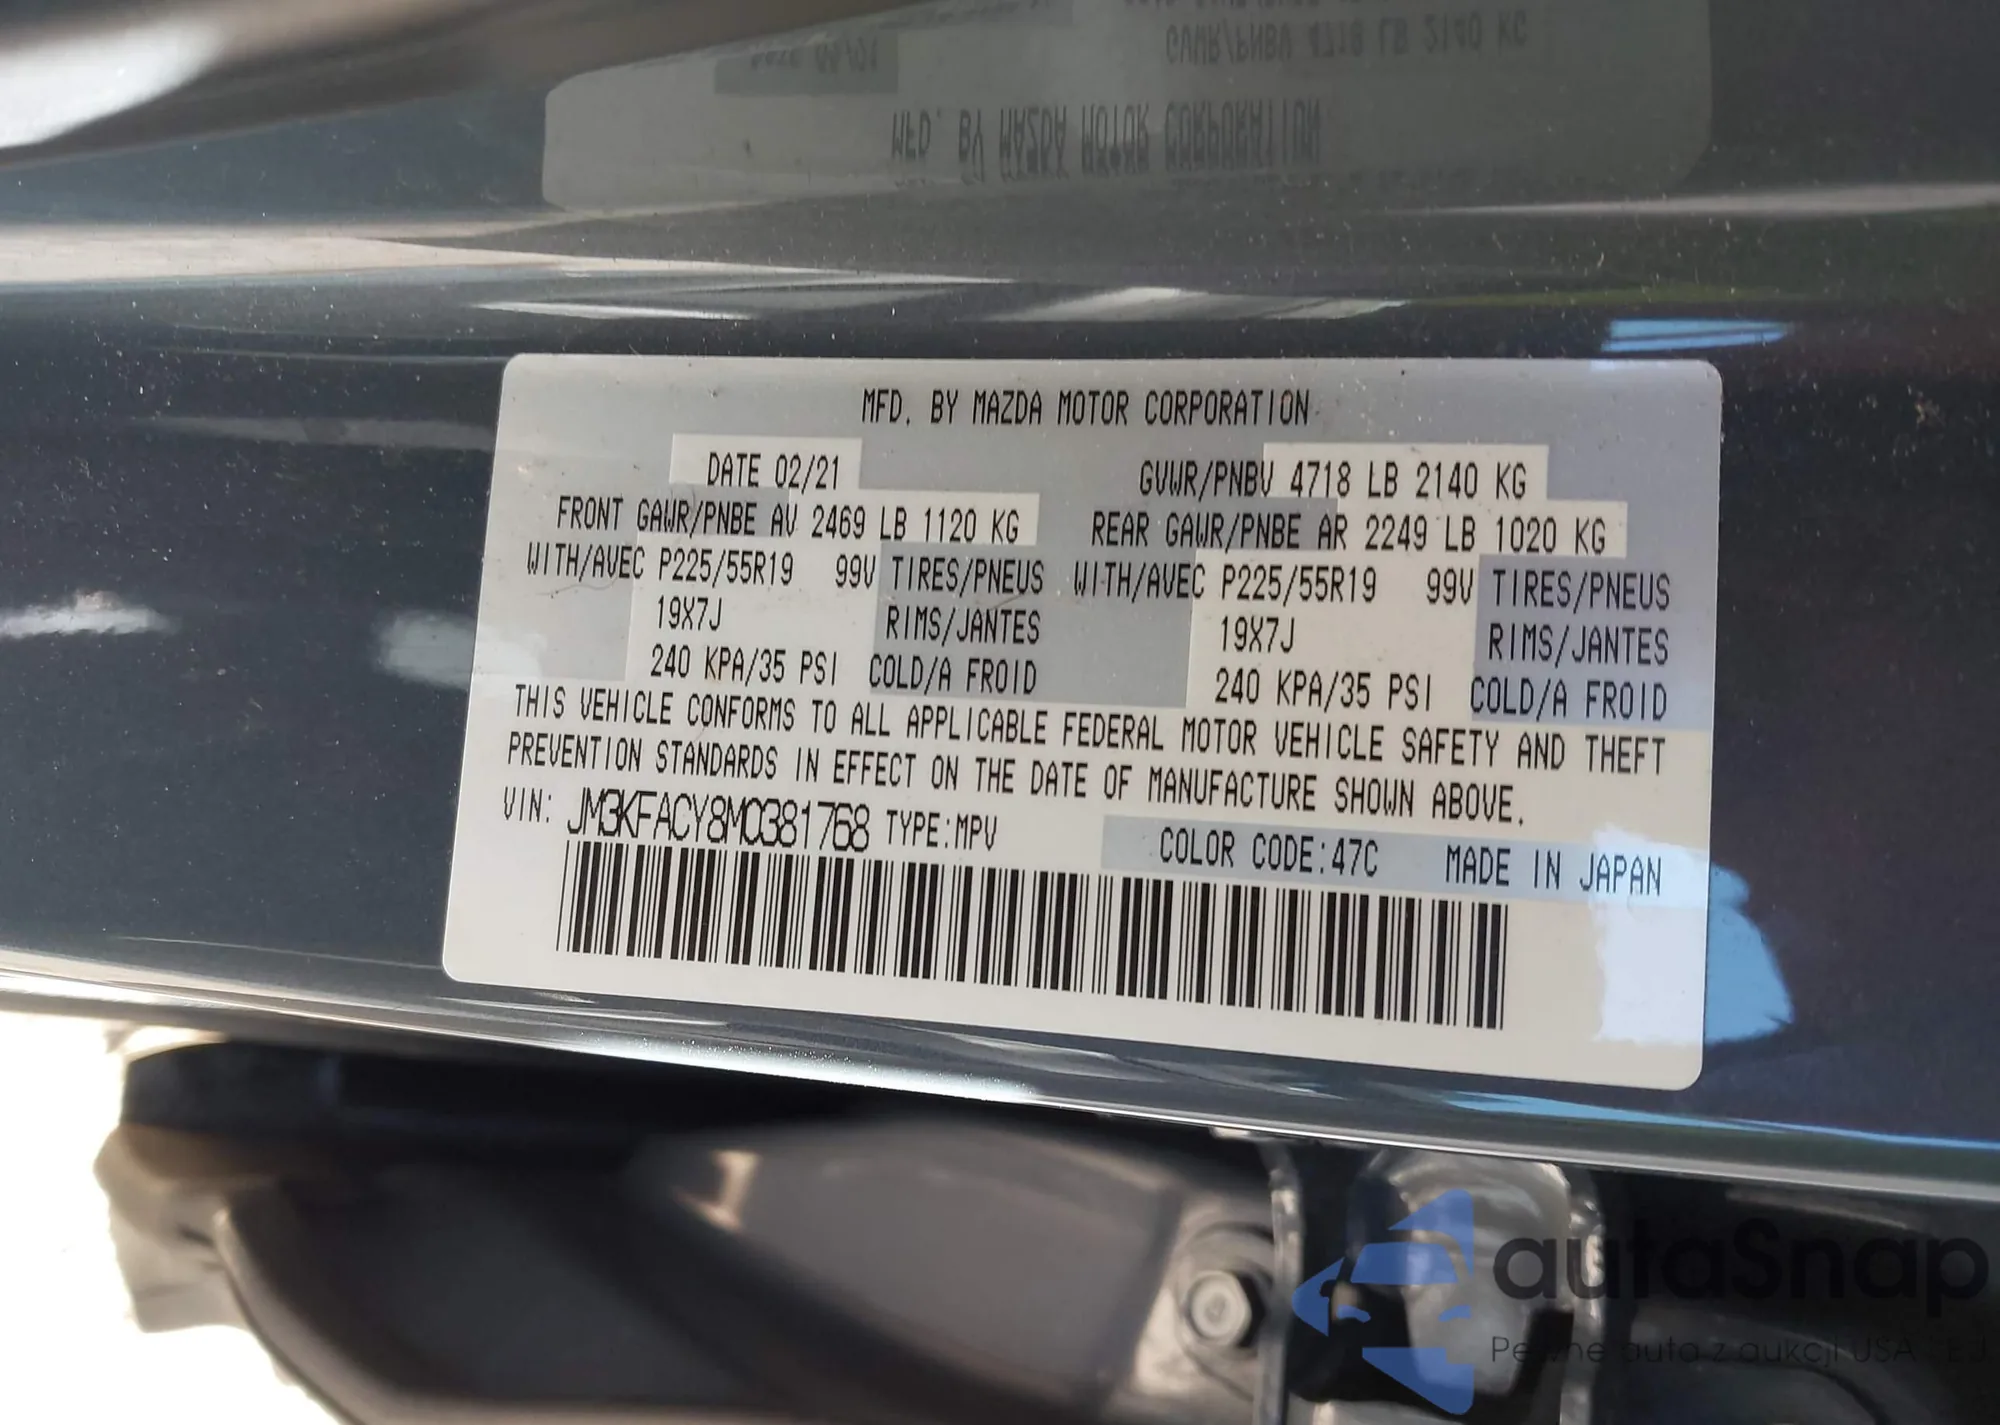 MFD. BY MAZDA MOTOR CORPORATION
DATE 02/21 GVWR/PNBV 4718 LB 2140 KG
FRONT GAWR/PNBE AV 2469 LB 1120 KG REAR GAWR/PNBE AR 2249 LB 1020 KG
WITH/AVEC P225/55R19 99V TIRES/PNEUS WITH/AVEC P225/55R19 99V TIRES/PNEUS
19X7J RIMS/JANTES 19X7J RIMS/JANTES
240 KPA/35 PSI COLD/A FROID 240 KPA/35 PSI COLD/A FROID
THIS VEHICLE CONFORMS TO ALL APPLICABLE FEDERAL MOTOR VEHICLE SAFETY AND THEFT
PREVENTION STANDARDS IN EFFECT ON THE DATE OF MANUFACTURE SHOWN ABOVE.
VIN: JM3KFACY8M0381768 TYPE:MPV COLOR CODE:47C MADE IN JAPAN
autaSnap
auta z aukcji USA